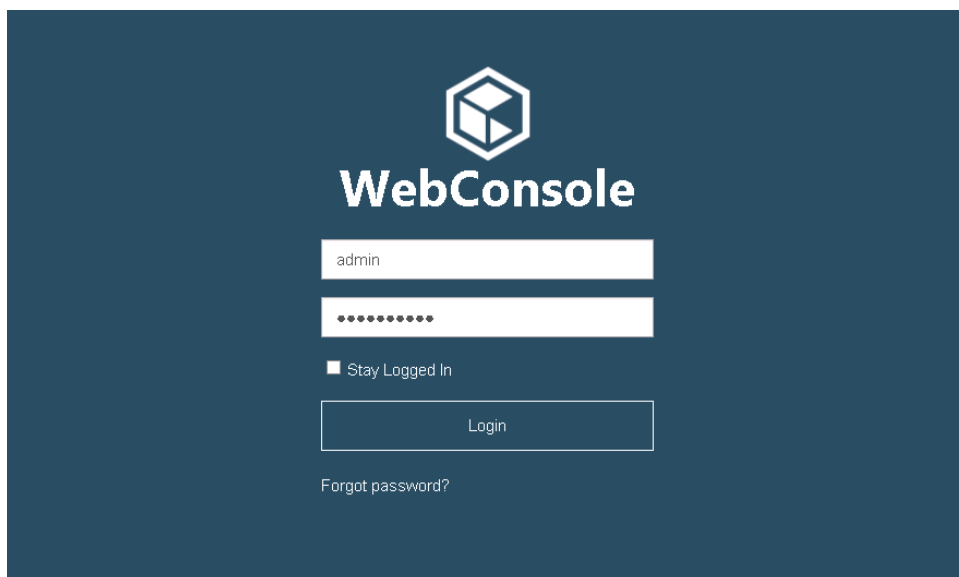 WebConsole
admin
••••••••••
Stay Logged In
Login
Forgot password?